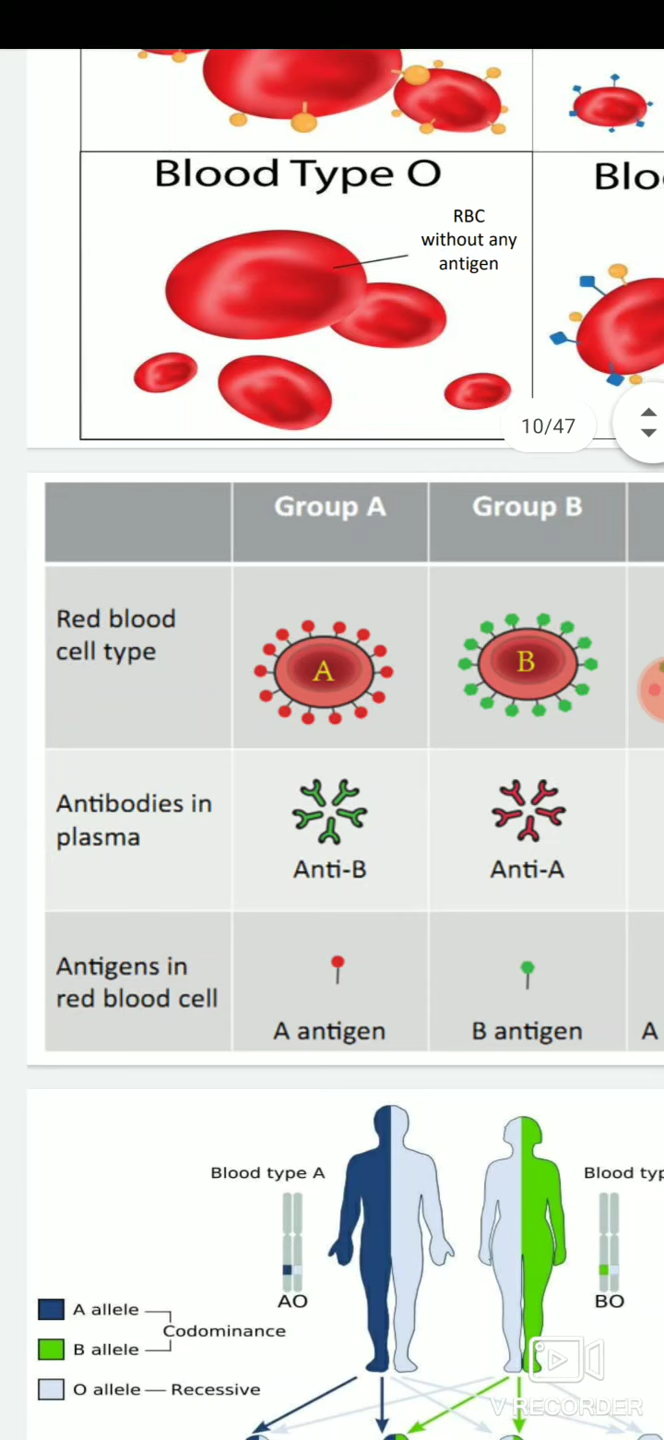 Blood Type O
Blo
RBC
without any
antigen
10/47
Group A
Group B
Red blood
cell type
A
B
Antibodies in
plasma
Anti-B
Anti-A
Antigens in
red blood cell
A antigen
B antigen
A
Blood type A
Blood typ
AO
BO
A allele
Codominance
B allele
O allele — Recessive
V RECORDER